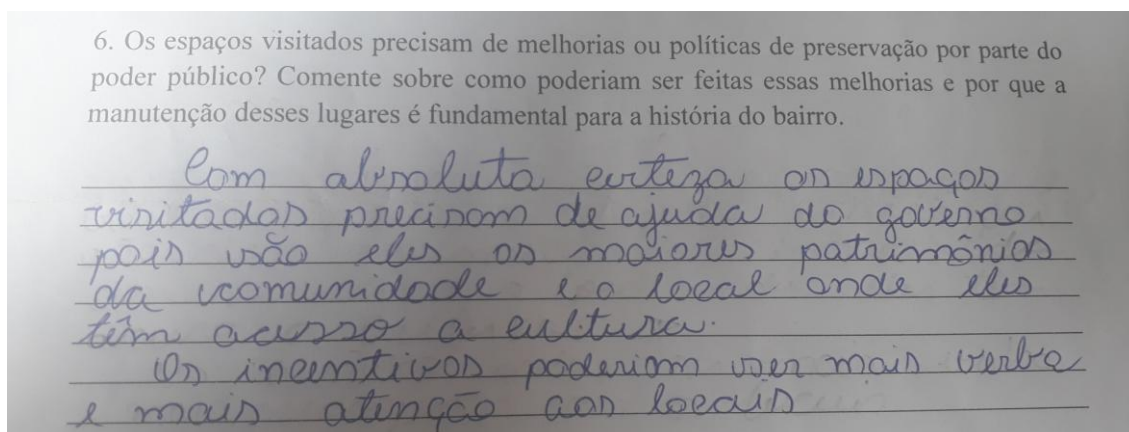 6. Os espaços visitados precisam de melhorias ou políticas de preservação por parte do
poder público? Comente sobre como poderiam ser feitas essas melhorias e por que a
manutenção desses lugares é fundamental para a história do bairro.
Com absoluta certeza os espaços
visitados precisam de ajuda do governo
pois são eles os maiores patrimônios
da comunidade e o local onde eles
têm acesso a cultura.
Os incentivos poderiam ser mais verba
e mais atenção aos locais